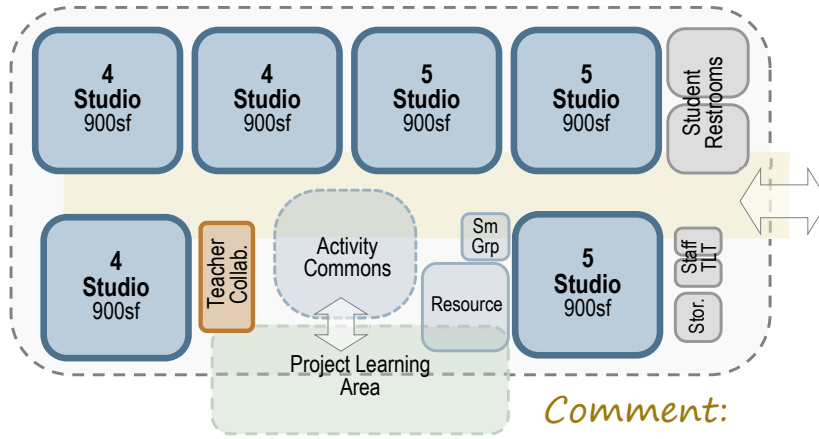 4
Studio
900sf
4
Studio
900sf
5
Studio
900sf
5
Studio
900sf
Student
Restrooms
4
Studio
900sf
Teacher
Collab.
Activity
Commons
Sm
Grp
Resource
5
Studio
900sf
Staff
TLT
Stor.
Project Learning
Area
Comment: